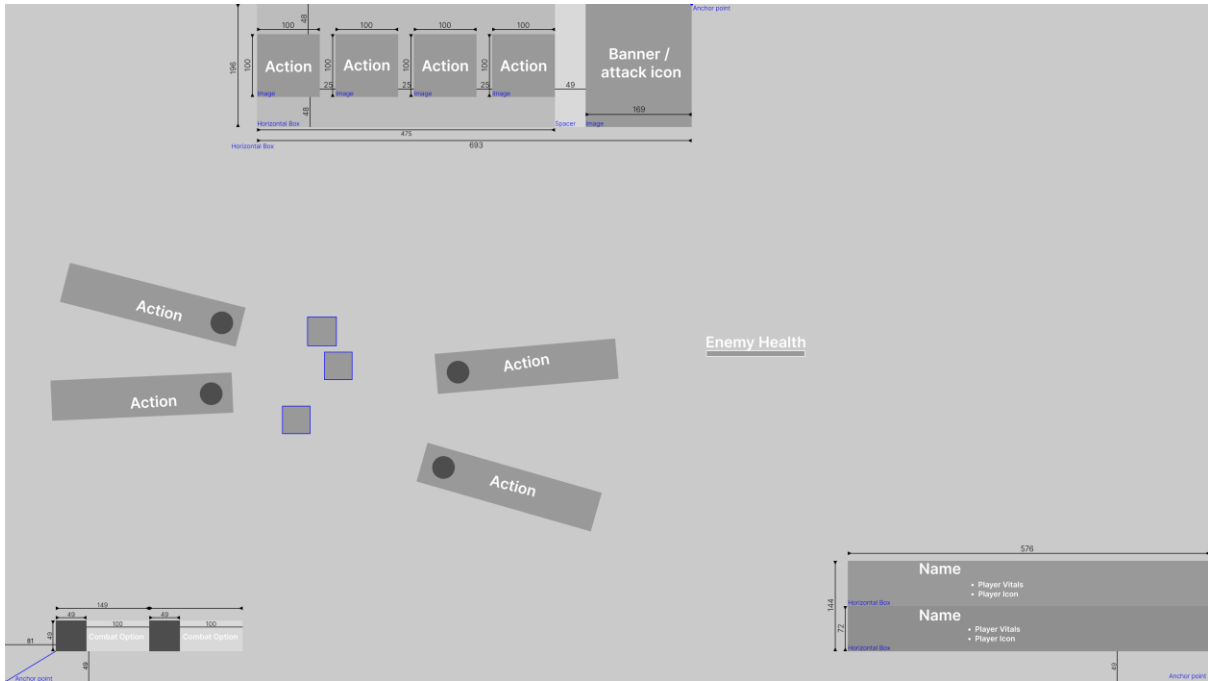 Anchor point
48
100
100
100
100
196
100
Action
100
Action
100
Action
100
Action
Banner /
attack icon
25
25
25
49
Image
Image
Image
Image
48
169
Horizontal Box
Spacer
Image
475
Horizontal Box
693
Action
Action
Action
Action
Enemy Health
576
Name
• Player Vitals
• Player Icon
Horizontal Box
144
72
Name
• Player Vitals
• Player Icon
Horizontal Box
149
49
49
100
100
49
Combat Option
Combat Option
81
49
Anchor point
49
Anchor point